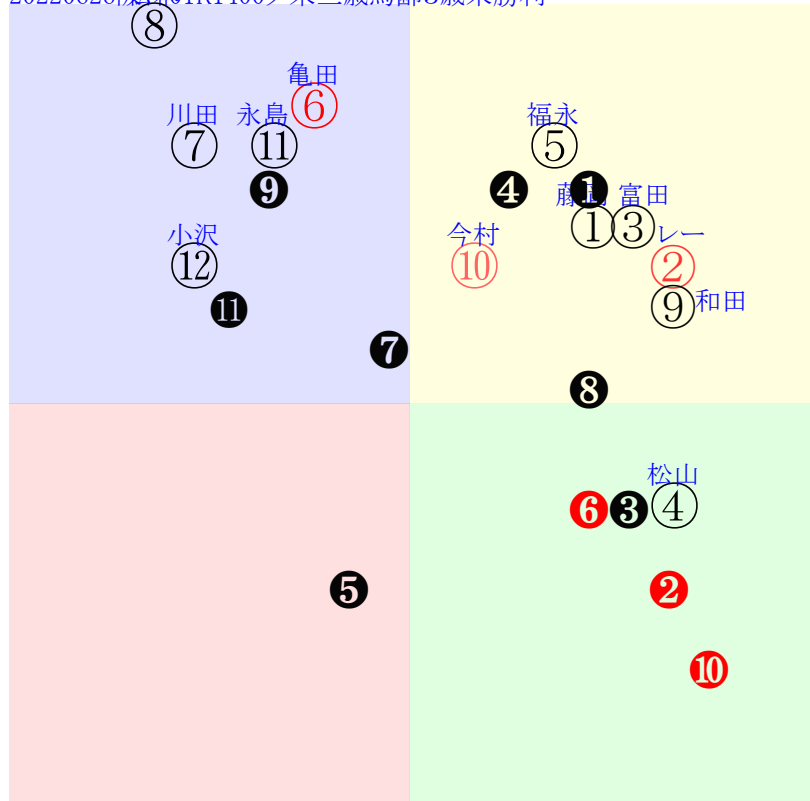 ⑧
亀田
⑥
川田 永島 福永
⑦ ⑪ ⑤
❾ ❹ ❶
富田
① ③
小沢 今村 レー
⑫ ⑩ ②
⓫ ⑨ 和田
❼
❽
松山
❻ ❸ ④
❺ ❷
❿